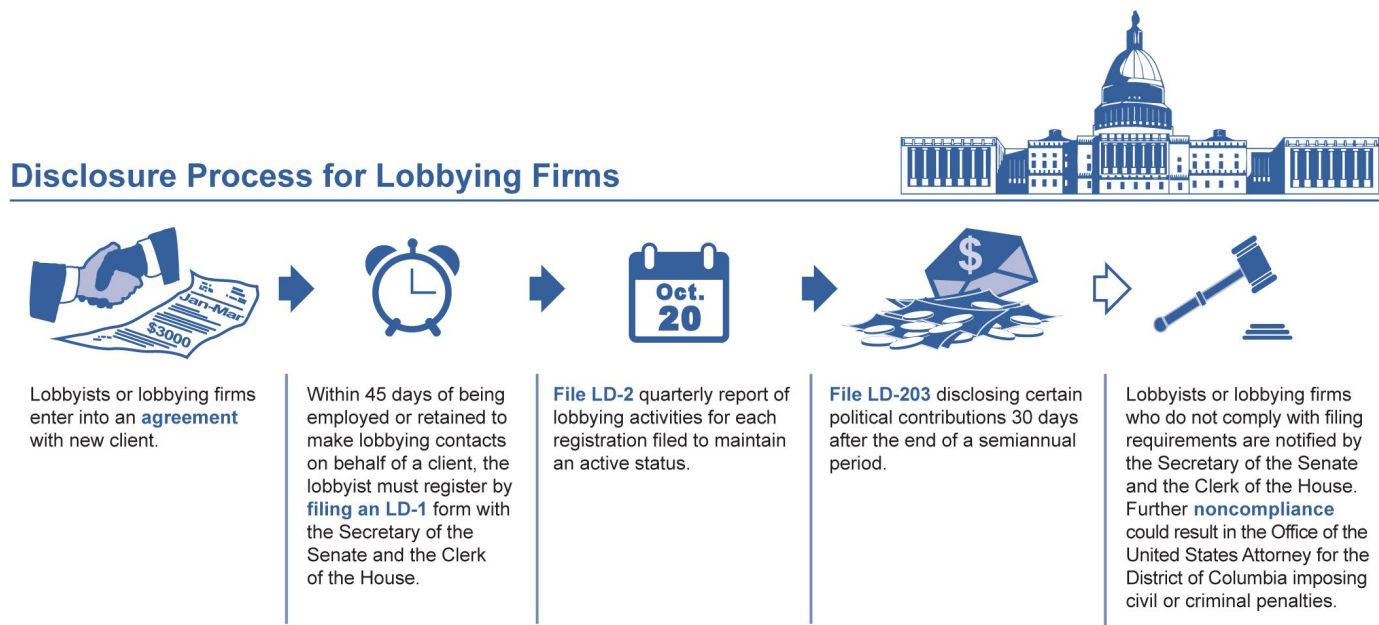 Disclosure Process for Lobbying Firms
Jan-Mar
$3000
Oct.
20
$
Lobbyists or lobbying firms
enter into an agreement
with new client.
Within 45 days of being
employed or retained to
make lobbying contacts
on behalf of a client, the
lobbyist must register by
filing an LD-1 form with
the Secretary of the
Senate and the Clerk
of the House.
File LD-2 quarterly report of
lobbying activities for each
registration filed to maintain
an active status.
File LD-203 disclosing certain
political contributions 30 days
after the end of a semiannual
period.
Lobbyists or lobbying firms
who do not comply with filing
requirements are notified by
the Secretary of the Senate
and the Clerk of the House.
Further noncompliance
could result in the Office of the
United States Attorney for the
District of Columbia imposing
civil or criminal penalties.